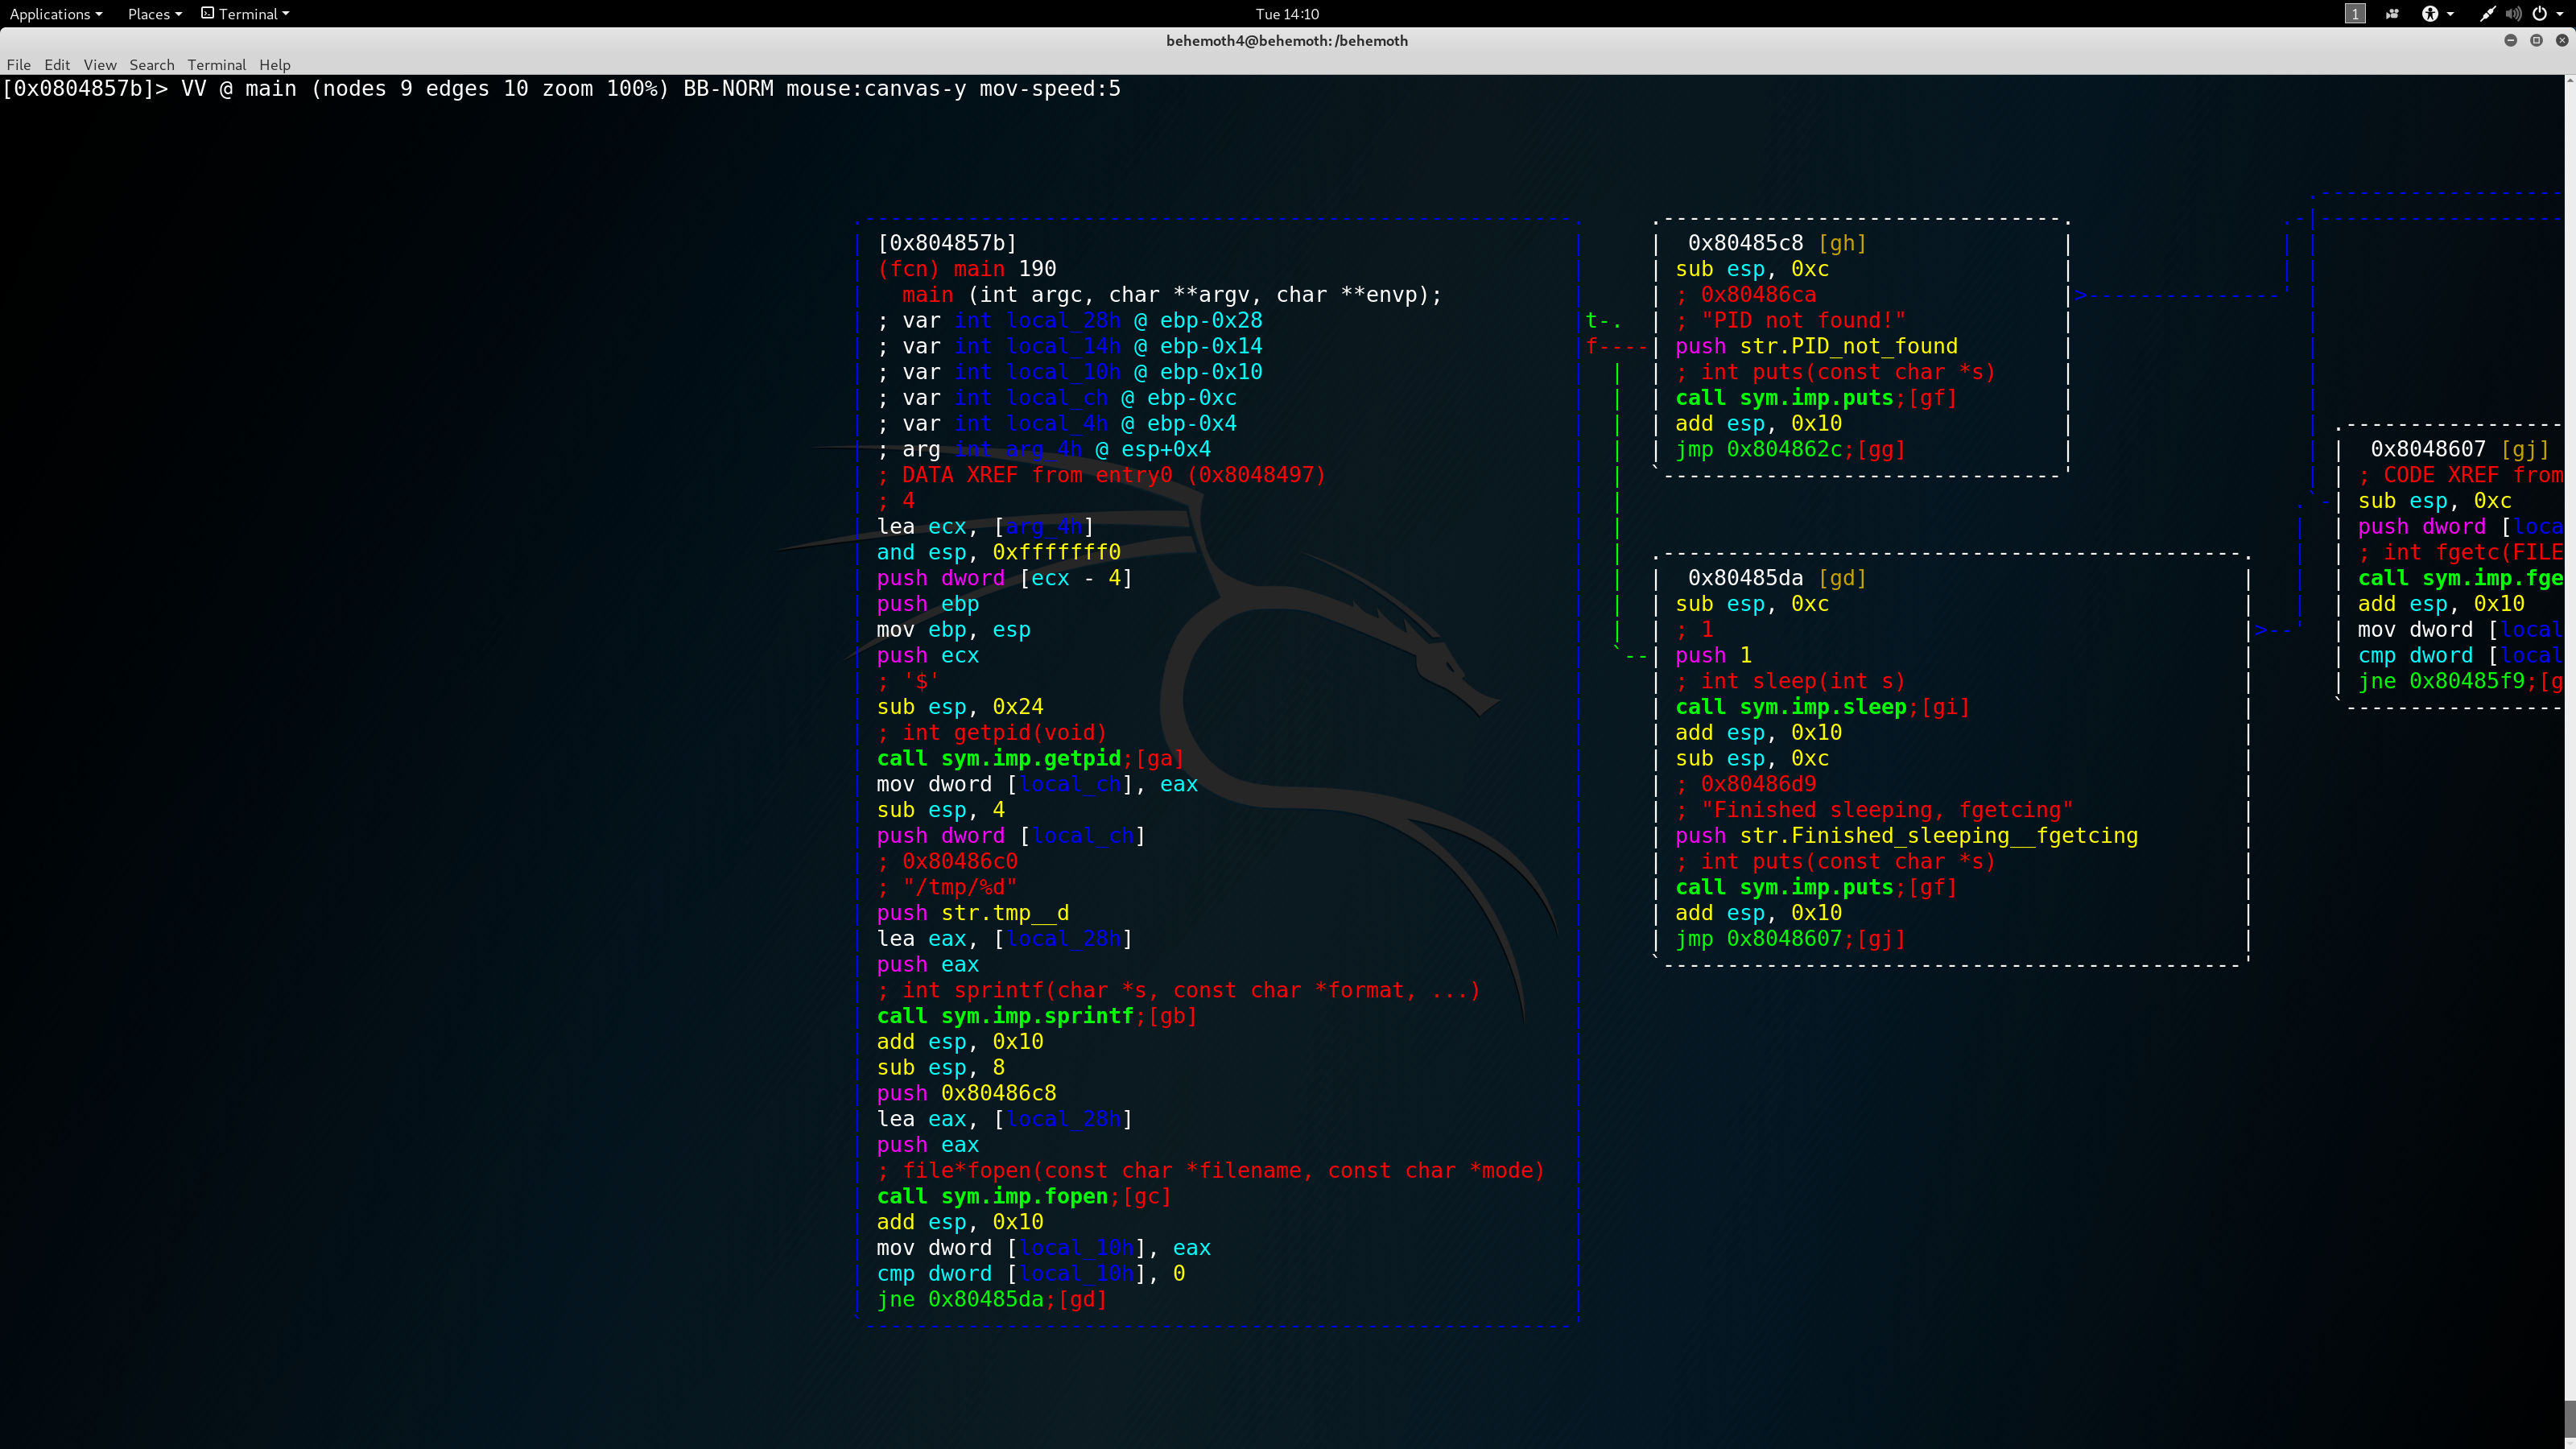 Applications Places Terminal Tue 14:10 1
behemoth4@behemoth: /behemoth
File Edit View Search Terminal Help
[0x0804857b]> VV @ main (nodes 9 edges 10 zoom 100%) BB-NORM mouse:canvas-y mov-speed:5
[0x804857b]
(fcn) main 190
main (int argc, char **argv, char **envp);
; var int local_28h @ ebp-0x28
; var int local_14h @ ebp-0x14
; var int local_10h @ ebp-0x10
; var int local_ch @ ebp-0xc
; var int local_4h @ ebp-0x4
; arg int arg_4h @ esp+0x4
; DATA XREF from entry0 (0x8048497)
; 4
lea ecx, [arg_4h]
and esp, 0xfffffff0
push dword [ecx - 4]
push ebp
mov ebp, esp
push ecx
; '$'
sub esp, 0x24
; int getpid(void)
call sym.imp.getpid;[ga]
mov dword [local_ch], eax
sub esp, 4
push dword [local_ch]
; 0x80486c0
; "/tmp/%d"
push str.tmp__d
lea eax, [local_28h]
push eax
; int sprintf(char *s, const char *format, ...)
call sym.imp.sprintf;[gb]
add esp, 0x10
sub esp, 8
push 0x80486c8
lea eax, [local_28h]
push eax
; file*fopen(const char *filename, const char *mode)
call sym.imp.fopen;[gc]
add esp, 0x10
mov dword [local_10h], eax
cmp dword [local_10h], 0
jne 0x80485da;[gd]
t
f
0x80485c8 [gh]
sub esp, 0xc
; 0x80486ca
; "PID not found!"
push str.PID_not_found
; int puts(const char *s)
call sym.imp.puts;[gf]
add esp, 0x10
jmp 0x804862c;[gg]
0x80485da [gd]
sub esp, 0xc
; 1
push 1
; int sleep(int s)
call sym.imp.sleep;[gi]
add esp, 0x10
sub esp, 0xc
; 0x80486d9
; "Finished sleeping, fgetcing"
push str.Finished_sleeping__fgetcing
; int puts(const char *s)
call sym.imp.puts;[gf]
add esp, 0x10
jmp 0x8048607;[gj]
0x8048607 [gj]
; CODE XREF from
sub esp, 0xc
push dword [loca
; int fgetc(FILE
call sym.imp.fge
add esp, 0x10
mov dword [local
cmp dword [local
jne 0x80485f9;[g